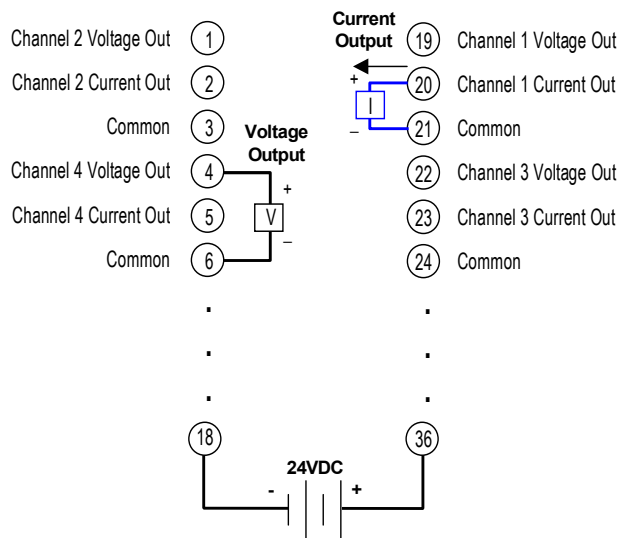 Channel 2 Voltage Out 1
Channel 2 Current Out 2
Common 3
Channel 4 Voltage Out 4
Channel 4 Current Out 5
Common 6
Voltage
Output
+
V
–
Current
Output
+
I
–
19 Channel 1 Voltage Out
20 Channel 1 Current Out
21 Common
22 Channel 3 Voltage Out
23 Channel 3 Current Out
24 Common
18
36
24VDC
- +